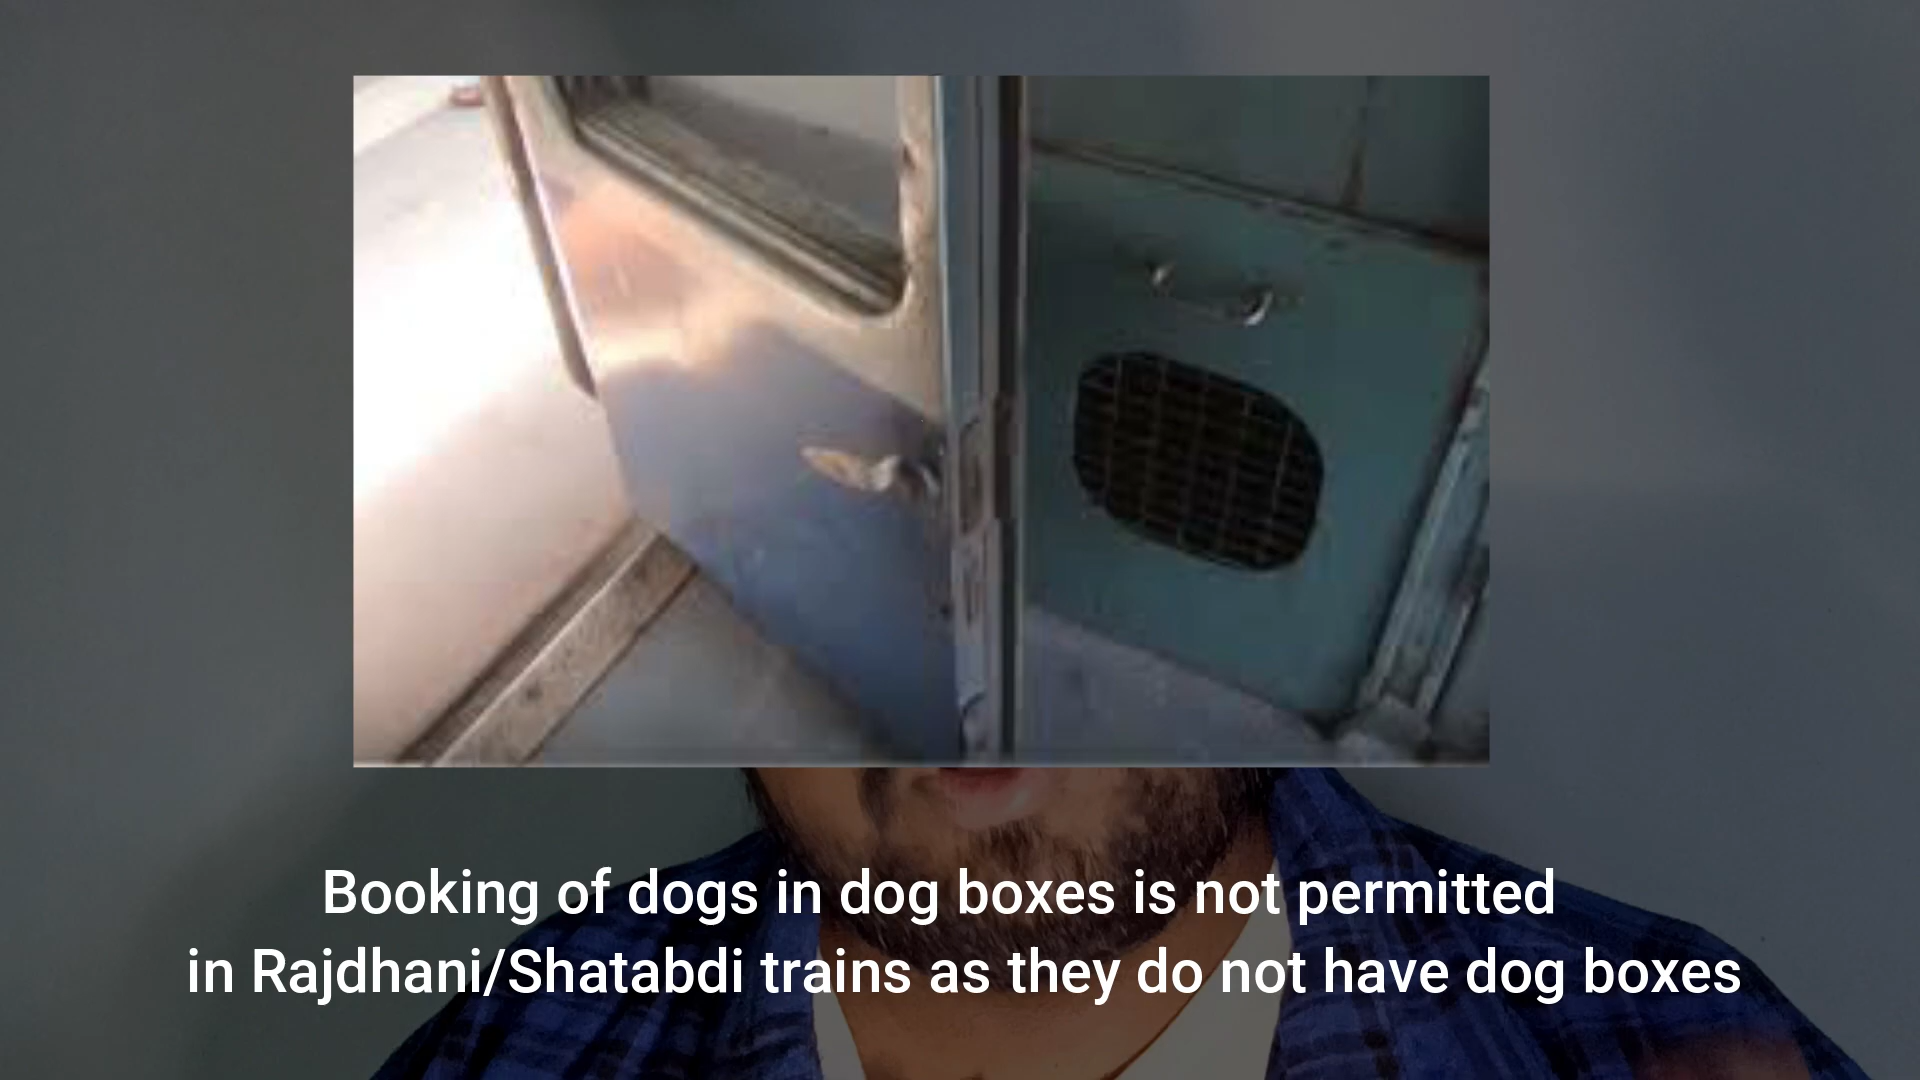 Booking of dogs in dog boxes is not permitted
in Rajdhani/Shatabdi trains as they do not have dog boxes